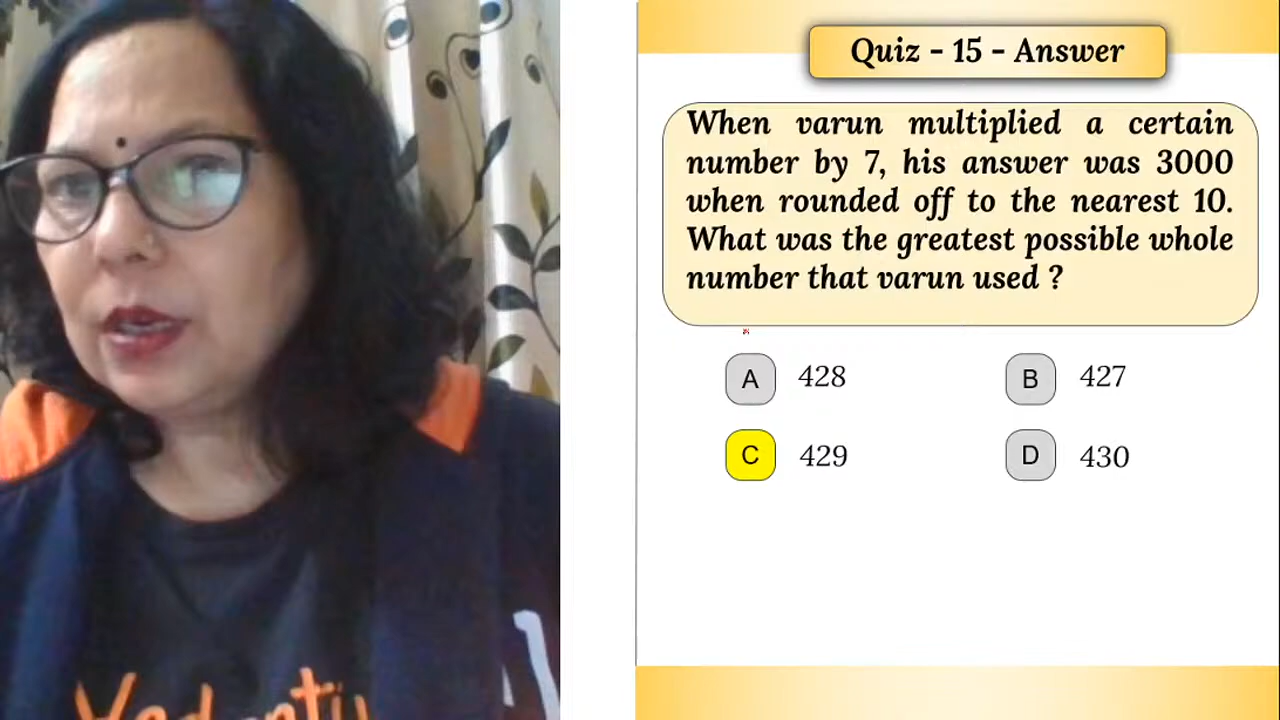 Quiz - 15 - Answer
When varun multiplied a certain
number by 7, his answer was 3000
when rounded off to the nearest 10.
What was the greatest possible whole
number that varun used ?
A 428
B 427
C 429
D 430